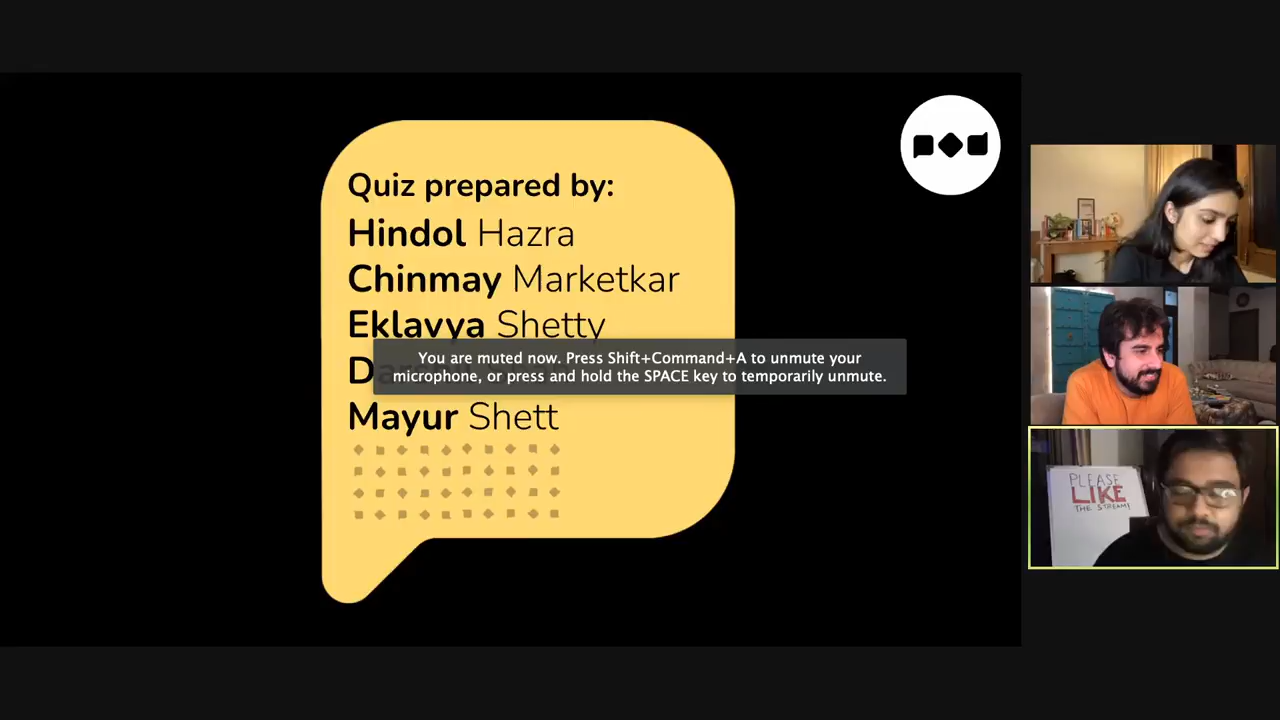 Quiz prepared by:
Hindol Hazra
Chinmay Marketkar
Eklavya Shetty
You are muted now. Press Shift+Command+A to unmute your
microphone, or press and hold the SPACE key to temporarily unmute.
Mayur Shett
PLEASE
LIKE
THE STREAM!